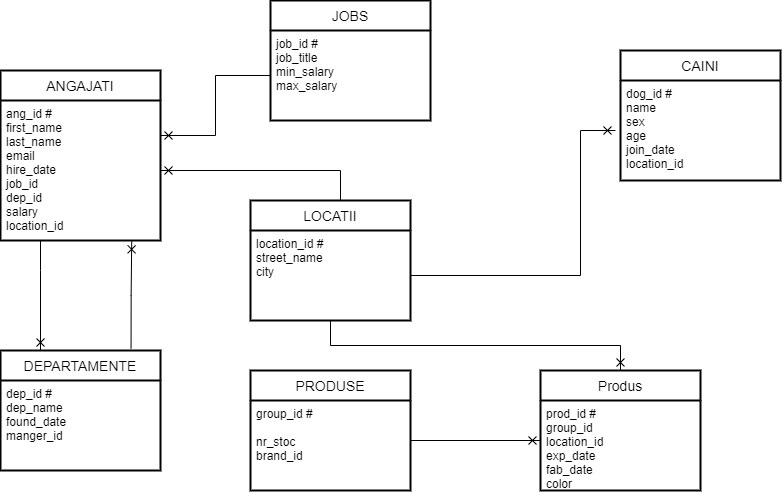 JOBS
job_id #
job_title
min_salary
max_salary
ANGAJATI
ang_id #
first_name
last_name
email
hire_date
job_id
dep_id
salary
location_id
CAINI
dog_id #
name
sex
age
join_date
location_id
LOCATII
location_id #
street_name
city
DEPARTAMENTE
dep_id #
dep_name
found_date
manger_id
PRODUSE
group_id #
nr_stoc
brand_id
Produs
prod_id #
group_id
location_id
exp_date
fab_date
color